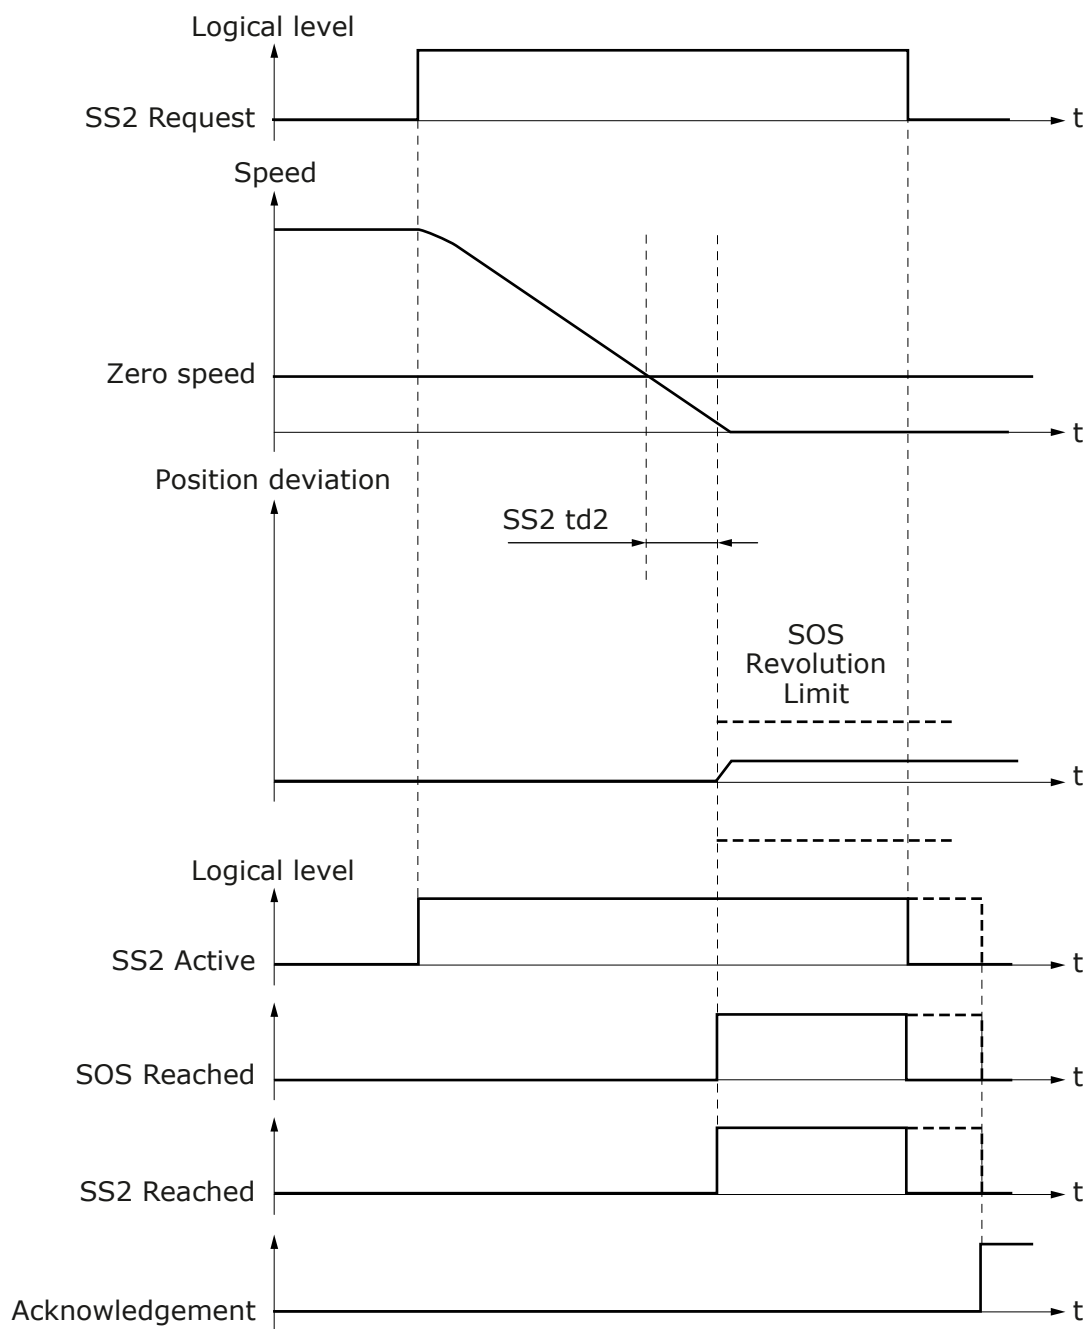 Logical level
SS2 Request
t
Speed
Zero speed
t
Position deviation
SS2 td2
SOS
Revolution
Limit
t
Logical level
SS2 Active
t
SOS Reached
t
SS2 Reached
t
Acknowledgement
t